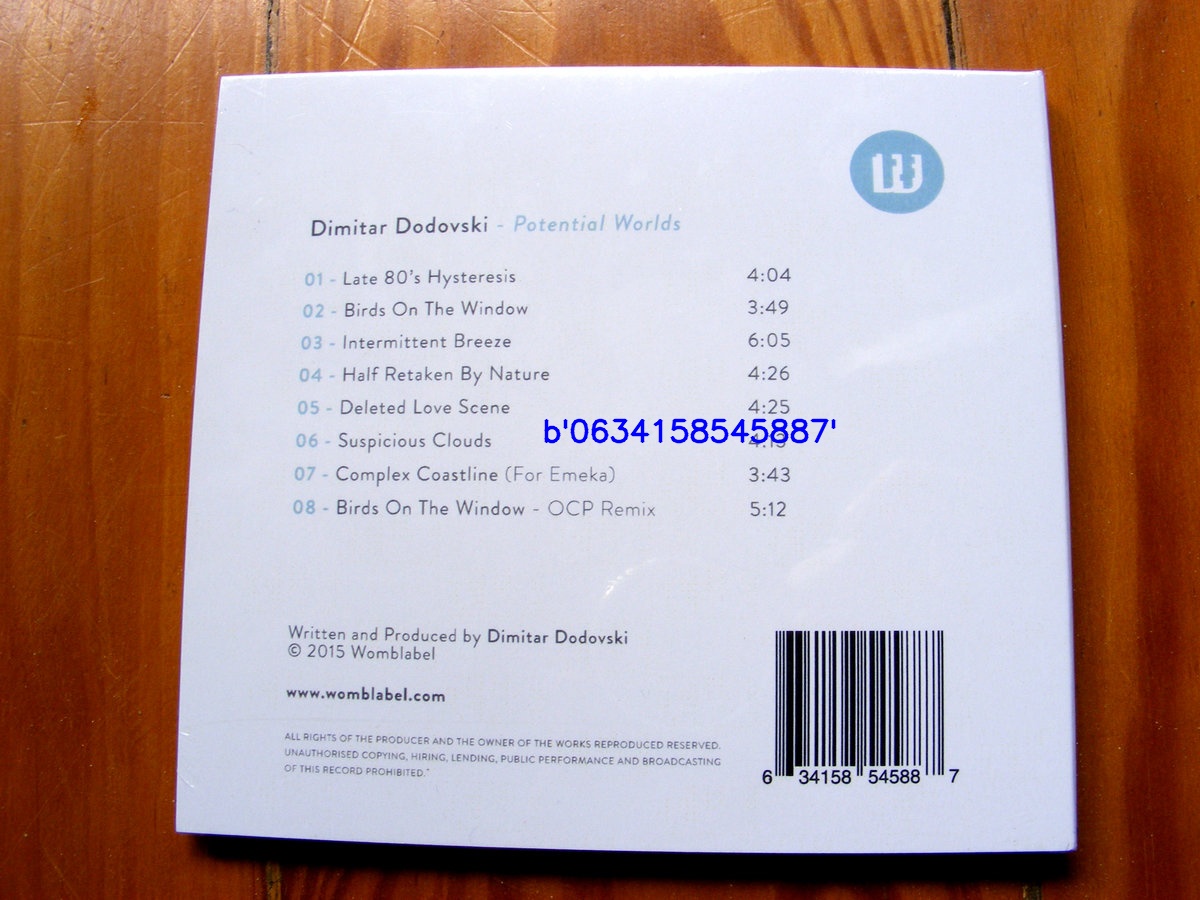 Dimitar Dodovski - Potential Worlds
01 - Late 80's Hysteresis 4:04
02 - Birds On The Window 3:49
03 - Intermittent Breeze 6:05
04 - Half Retaken By Nature 4:26
05 - Deleted Love Scene 4:25
b'0634158545887'
06 - Suspicious Clouds
07 - Complex Coastline (For Emeka) 3:43
08 - Birds On The Window - OCP Remix 5:12
Written and Produced by Dimitar Dodovski
© 2015 Womblabel
www.womblabel.com
ALL RIGHTS OF THE PRODUCER AND THE OWNER OF THE WORKS REPRODUCED RESERVED.
UNAUTHORISED COPYING, HIRING, LENDING, PUBLIC PERFORMANCE AND BROADCASTING
OF THIS RECORD PROHIBITED."
6 34158 54588 7